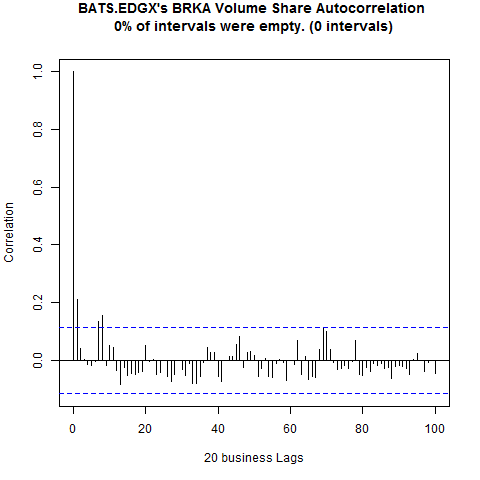 BATS.EDGX's BRKA Volume Share Autocorrelation
0% of intervals were empty. (0 intervals)
Correlation
1.0
0.8
0.6
0.4
0.2
0.0
0 20 40 60 80 100
20 business Lags